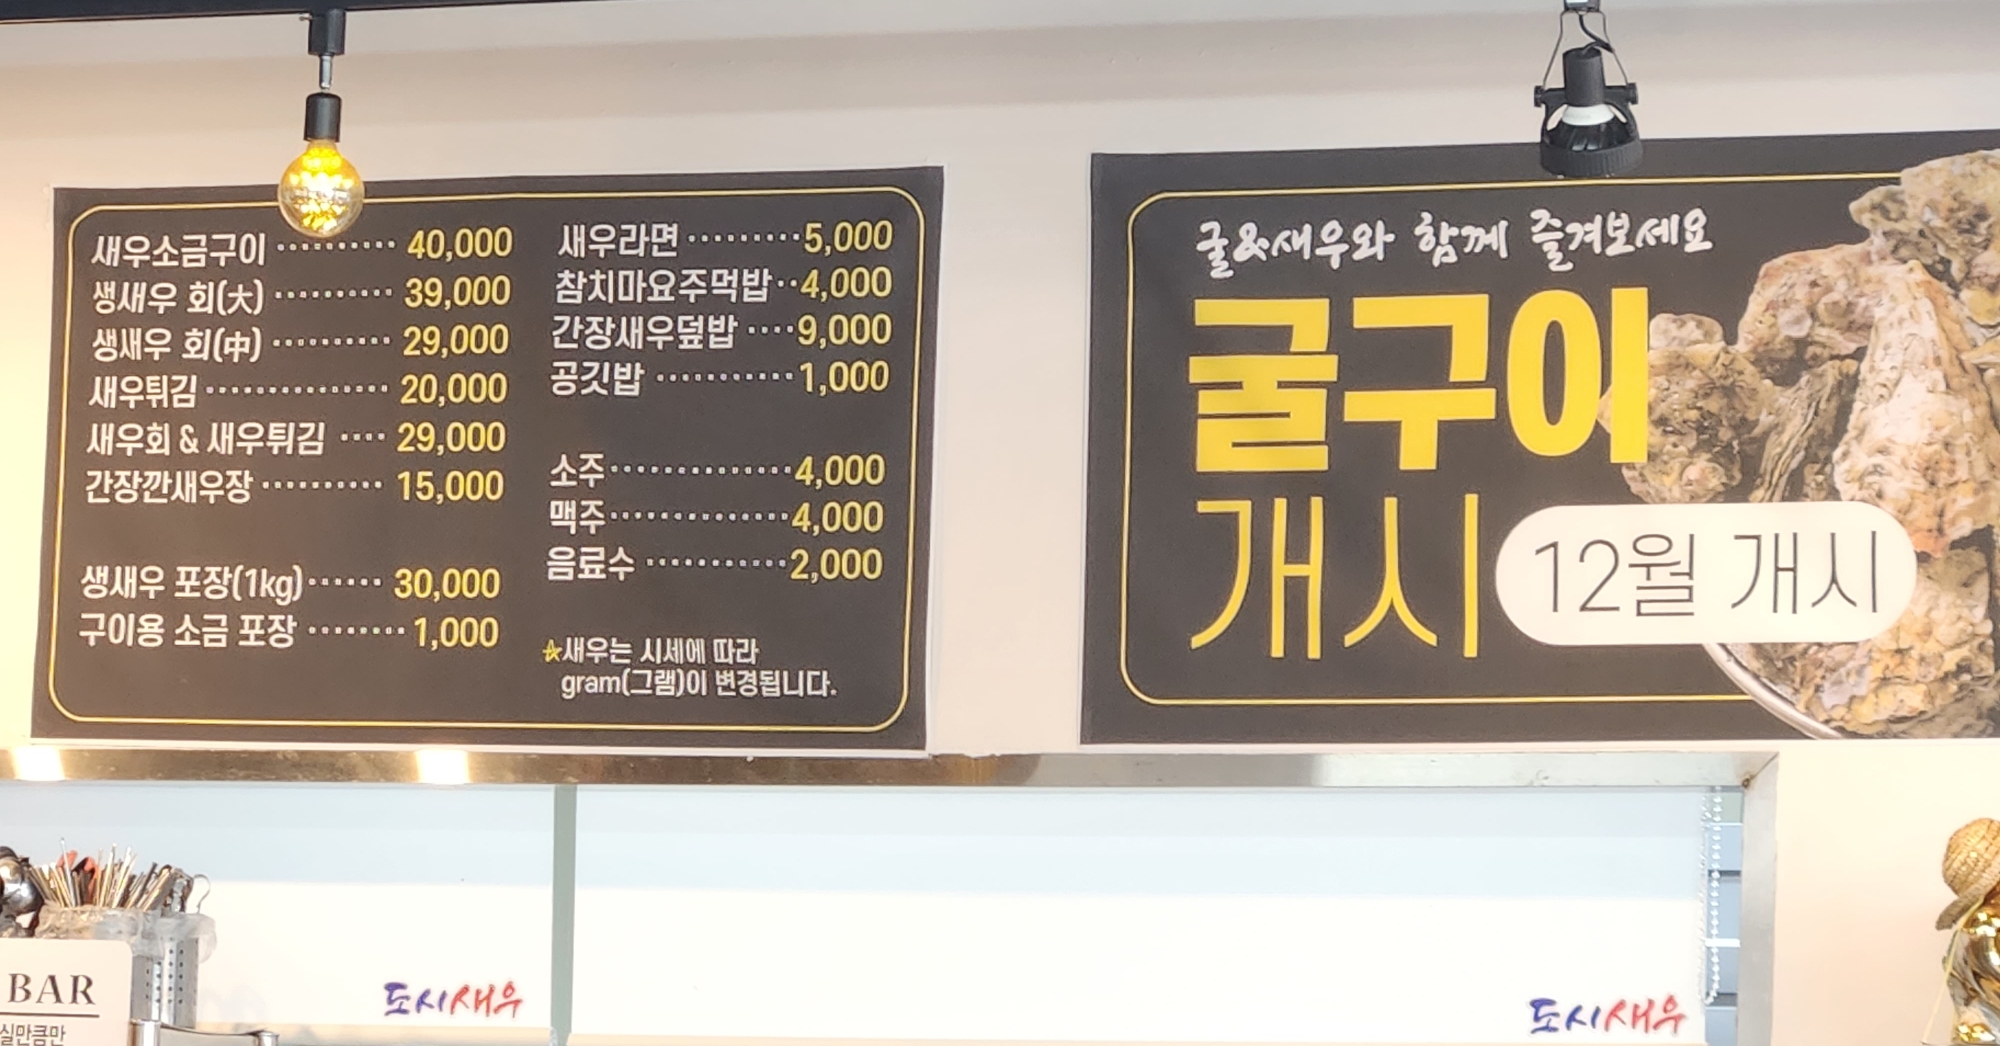 새우소금구이 ············ 40,000
생새우 회(大) ············ 39,000
생새우 회(中) ············ 29,000
새우튀김 ·················· 20,000
새우회 & 새우튀김 ···· 29,000
간장깐새우장 ··········· 15,000
생새우 포장(1kg) ······· 30,000
구이용 소금 포장 ········ 1,000
새우라면 ········· 5,000
참치마요주먹밥 ·· 4,000
간장새우덮밥 ···· 9,000
공깃밥 ············ 1,000
소주 ··············· 4,000
맥주 ··············· 4,000
음료수 ············ 2,000
☆새우는 시세에 따라
gram(그램)이 변경됩니다.
굴&새우와 함께 즐겨보세요
굴구이
개시
12월 개시
BAR
실만큼만
도시새우
도시새우